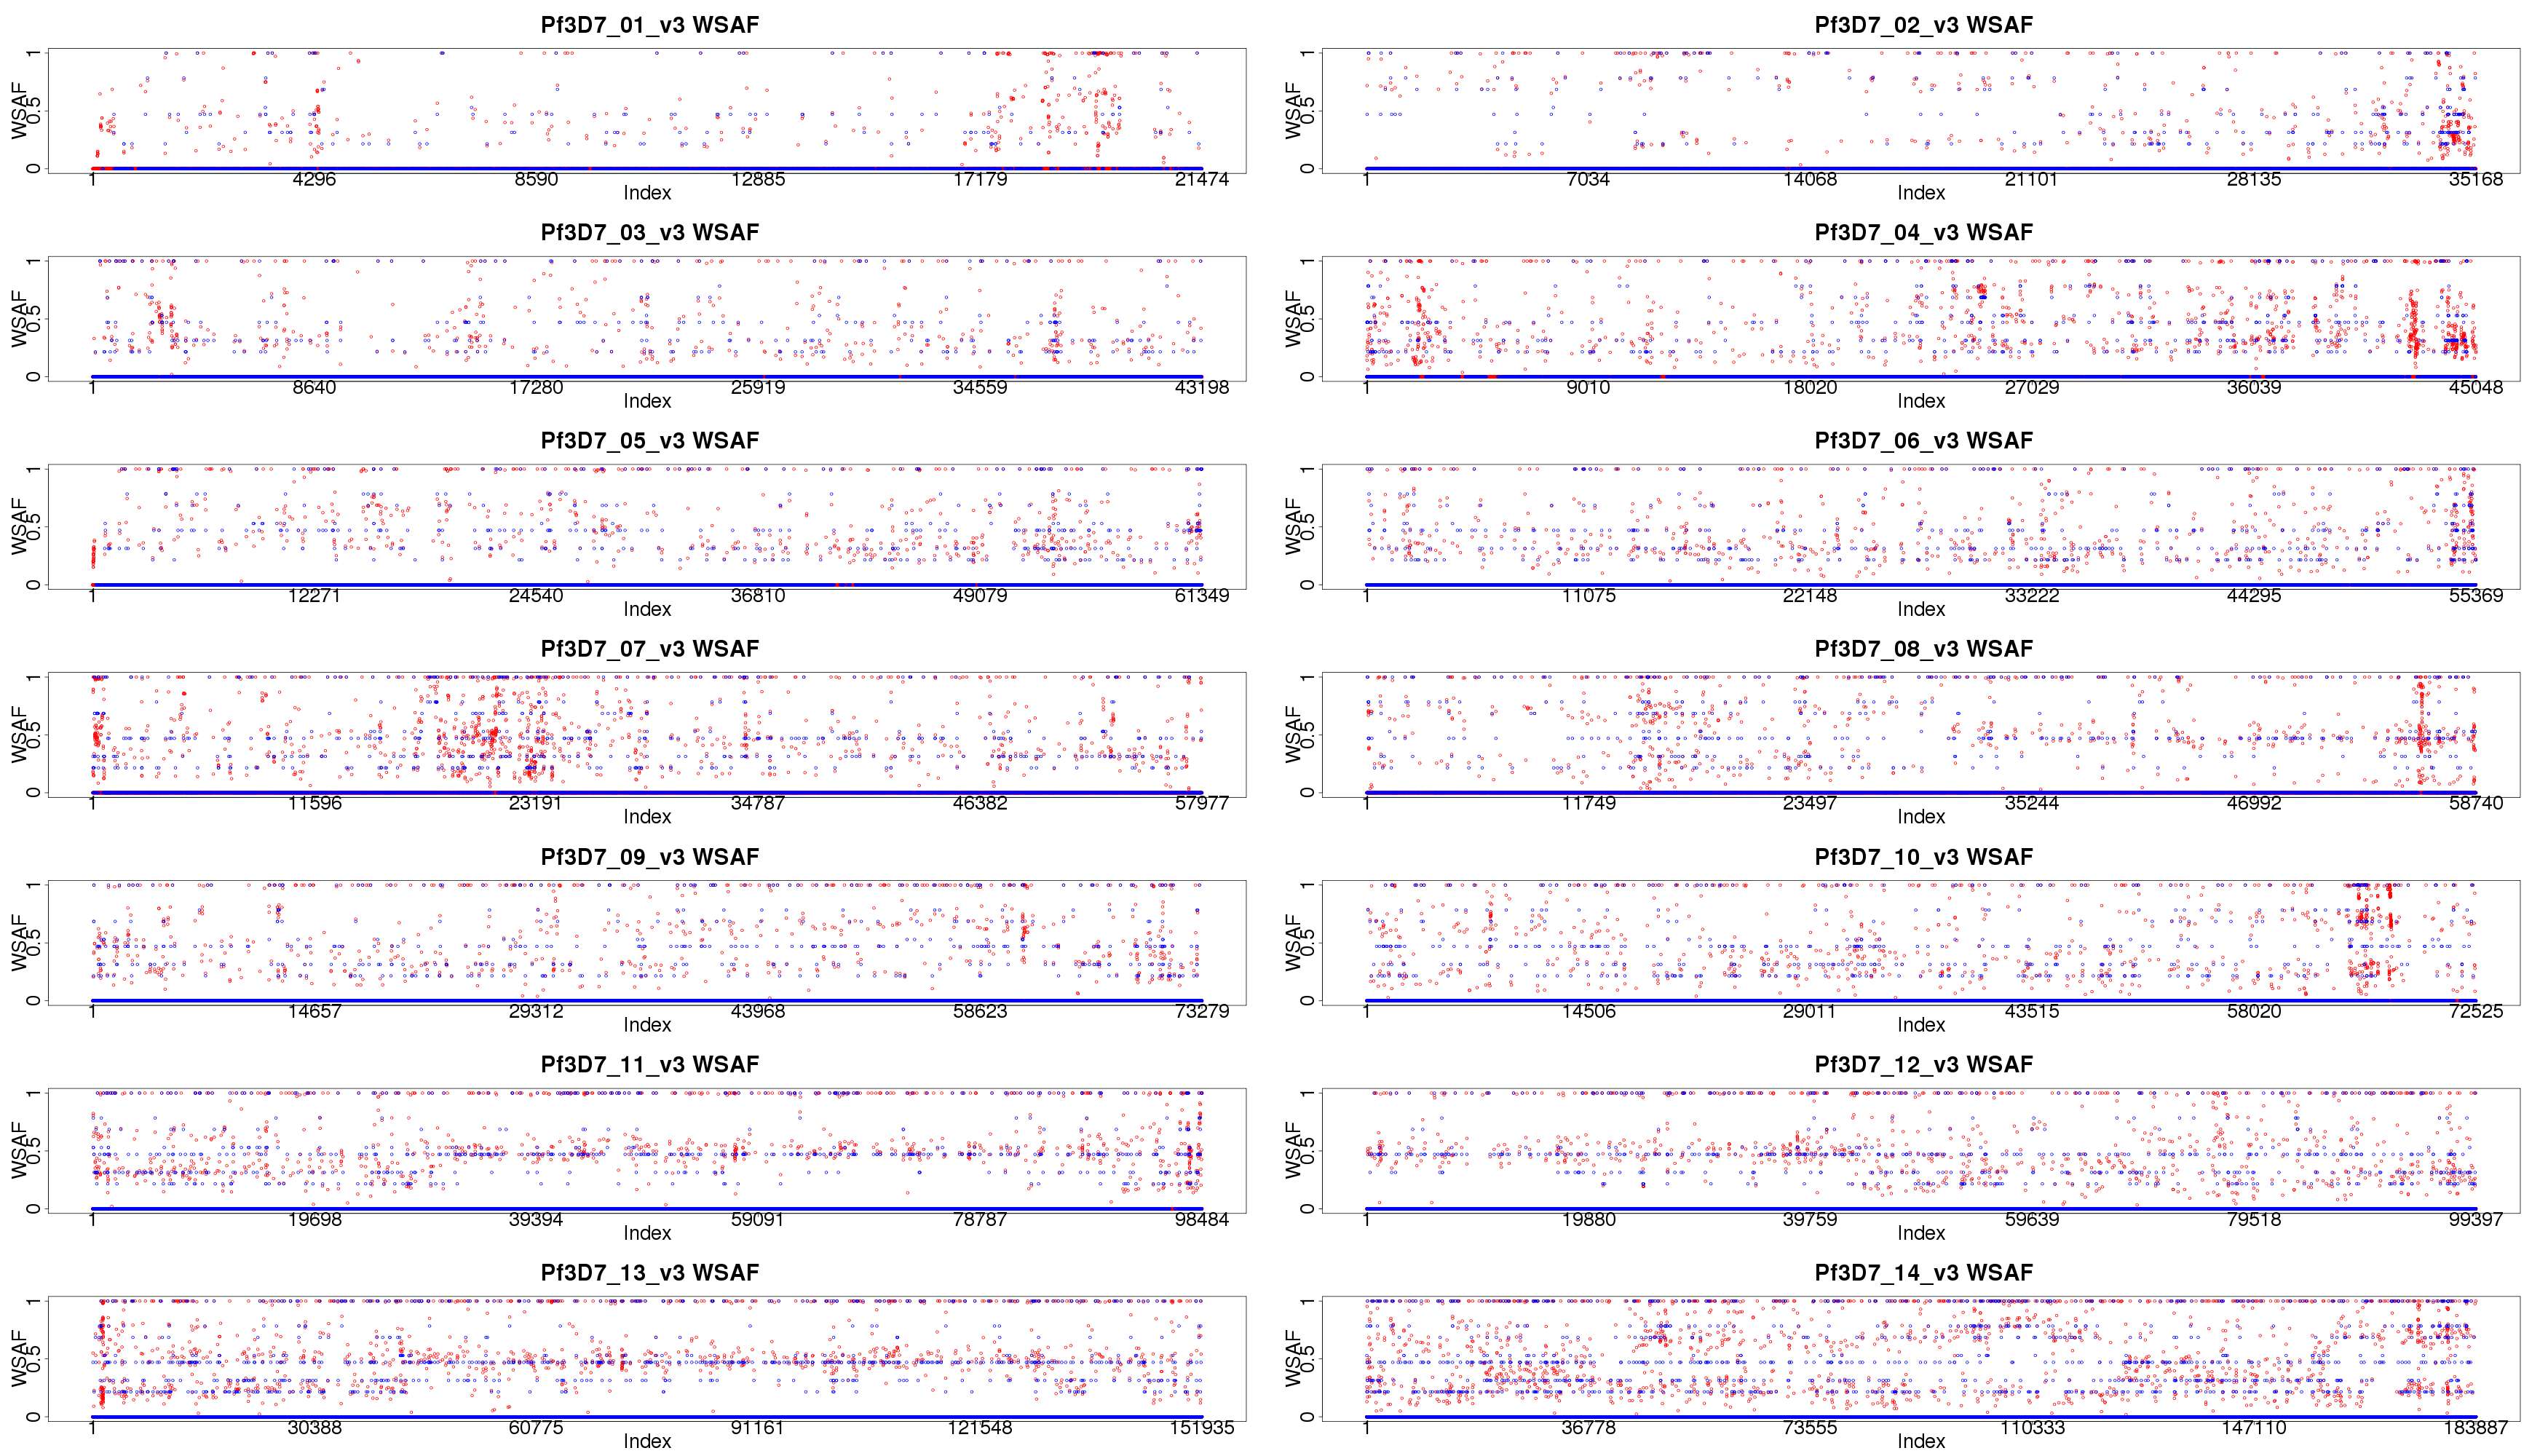 Pf3D7_01_v3 WSAF
WSAF
1
0.5
0
1 4296 8590 12885 17179 21474
Index
Pf3D7_02_v3 WSAF
WSAF
1
0.5
0
1 7034 14068 21101 28135 35168
Index
Pf3D7_03_v3 WSAF
WSAF
1
0.5
0
1 8640 17280 25919 34559 43198
Index
Pf3D7_04_v3 WSAF
WSAF
1
0.5
0
1 9010 18020 27029 36039 45048
Index
Pf3D7_05_v3 WSAF
WSAF
1
0.5
0
1 12271 24540 36810 49079 61349
Index
Pf3D7_06_v3 WSAF
WSAF
1
0.5
0
1 11075 22148 33222 44295 55369
Index
Pf3D7_07_v3 WSAF
WSAF
1
0.5
0
1 11596 23191 34787 46382 57977
Index
Pf3D7_08_v3 WSAF
WSAF
1
0.5
0
1 11749 23497 35244 46992 58740
Index
Pf3D7_09_v3 WSAF
WSAF
1
0.5
0
1 14657 29312 43968 58623 73279
Index
Pf3D7_10_v3 WSAF
WSAF
1
0.5
0
1 14506 29011 43515 58020 72525
Index
Pf3D7_11_v3 WSAF
WSAF
1
0.5
0
1 19698 39394 59091 78787 98484
Index
Pf3D7_12_v3 WSAF
WSAF
1
0.5
0
1 19880 39759 59639 79518 99397
Index
Pf3D7_13_v3 WSAF
WSAF
1
0.5
0
1 30388 60775 91161 121548 151935
Index
Pf3D7_14_v3 WSAF
WSAF
1
0.5
0
1 36778 73555 110333 147110 183887
Index